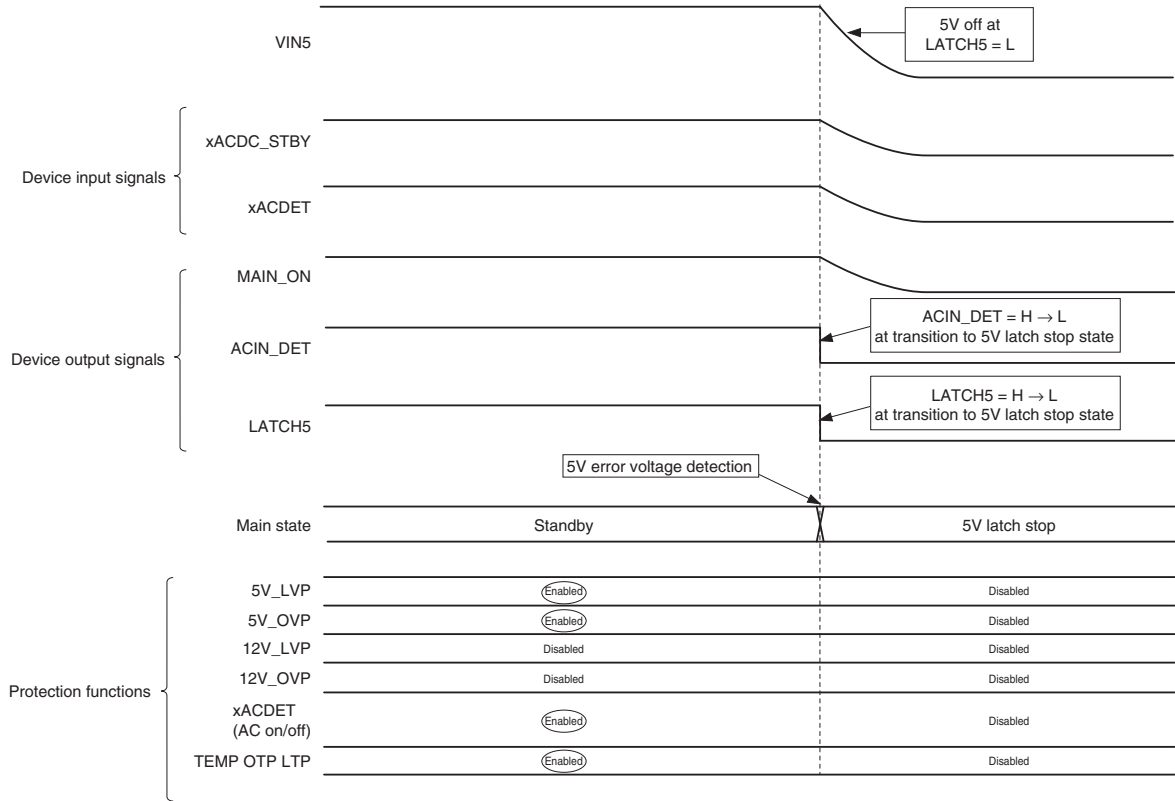 VIN5
5V off at
LATCH5 = L
Device input signals
xACDC_STBY
xACDET
Device output signals
MAIN_ON
ACIN_DET
ACIN_DET = H → L
at transition to 5V latch stop state
LATCH5
LATCH5 = H → L
at transition to 5V latch stop state
5V error voltage detection
Main state
Standby
5V latch stop
Protection functions
5V_LVP
Enabled
Disabled
5V_OVP
Enabled
Disabled
12V_LVP
Disabled
Disabled
12V_OVP
Disabled
Disabled
xACDET
(AC on/off)
Enabled
Disabled
TEMP OTP LTP
Enabled
Disabled